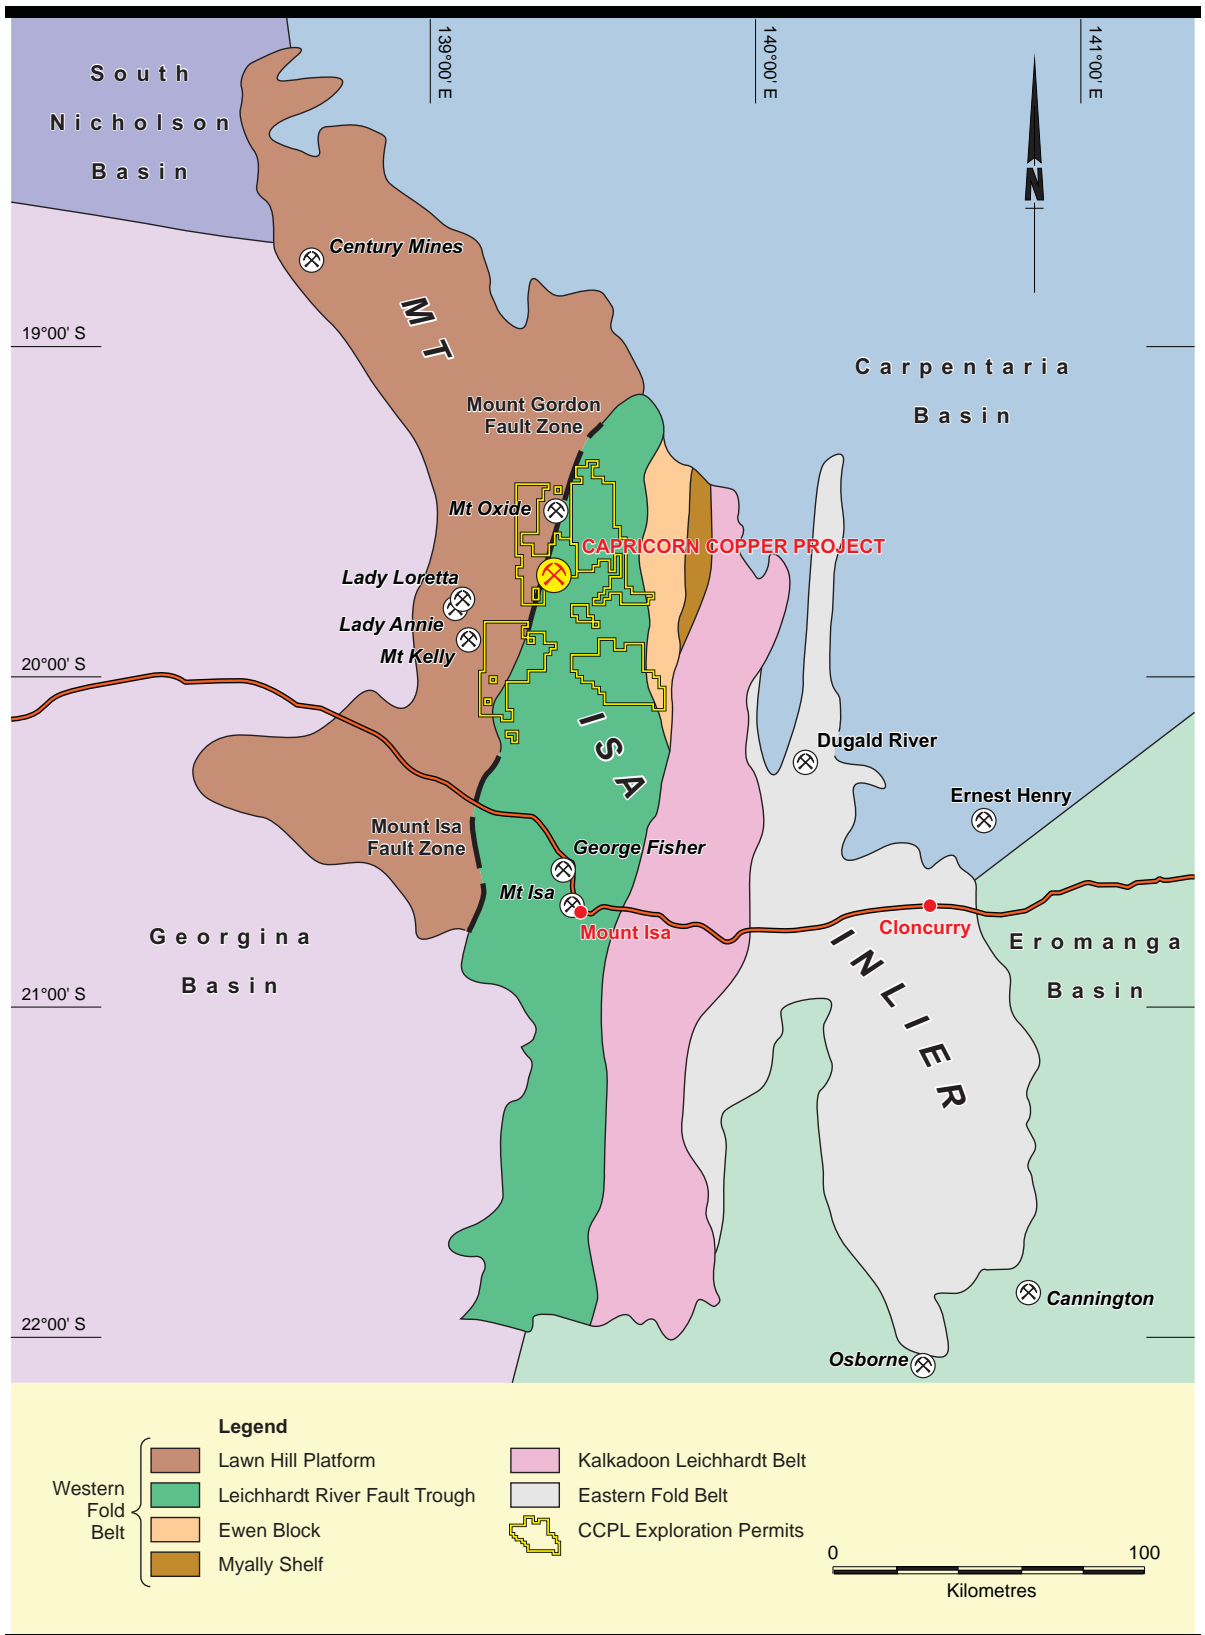 139°00' E
140°00' E
141°00' E
South
Nicholson
Basin
N
Century Mines
MT
19°00' S
Carpentaria
Basin
Mount Gordon
Fault Zone
Mt Oxide
CAPRICORN COPPER PROJECT
Lady Loretta
Lady Annie
Mt Kelly
20°00' S
ISA
Dugald River
Ernest Henry
Mount Isa
Fault Zone
George Fisher
Mt Isa
Mount Isa
Cloncurry
Georgina
Basin
INLIER
Eromanga
Basin
21°00' S
Cannington
22°00' S
Osborne
Legend
Western
Fold
Belt
Lawn Hill Platform
Leichhardt River Fault Trough
Ewen Block
Myally Shelf
Kalkadoon Leichhardt Belt
Eastern Fold Belt
CCPL Exploration Permits
0 100
Kilometres